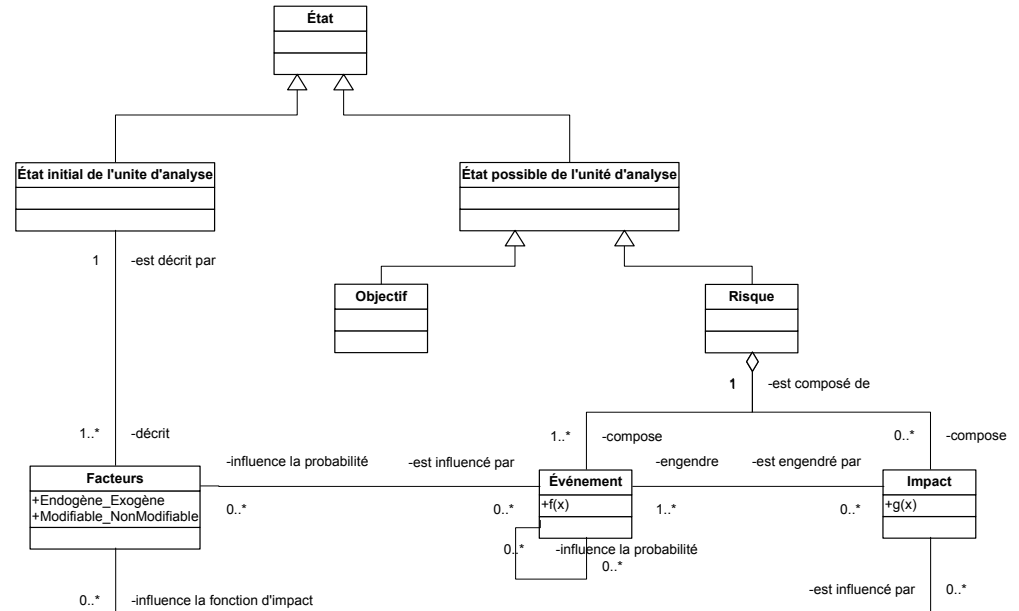 État
État initial de l'unite d'analyse
État possible de l'unité d'analyse
1
-est décrit par
Objectif
Risque
1
-est composé de
1..*
-décrit
1..*
-compose
0..*
-compose
-influence la probabilité
-est influencé par
-engendre
-est engendré par
Facteurs
+Endogène_Exogène
+Modifiable_NonModifiable
Événement
+f(x)
Impact
+g(x)
0..*
0..*
1..*
0..*
0..*
-influence la probabilité
0..*
0..*
-influence la fonction d'impact
-est influencé par
0..*